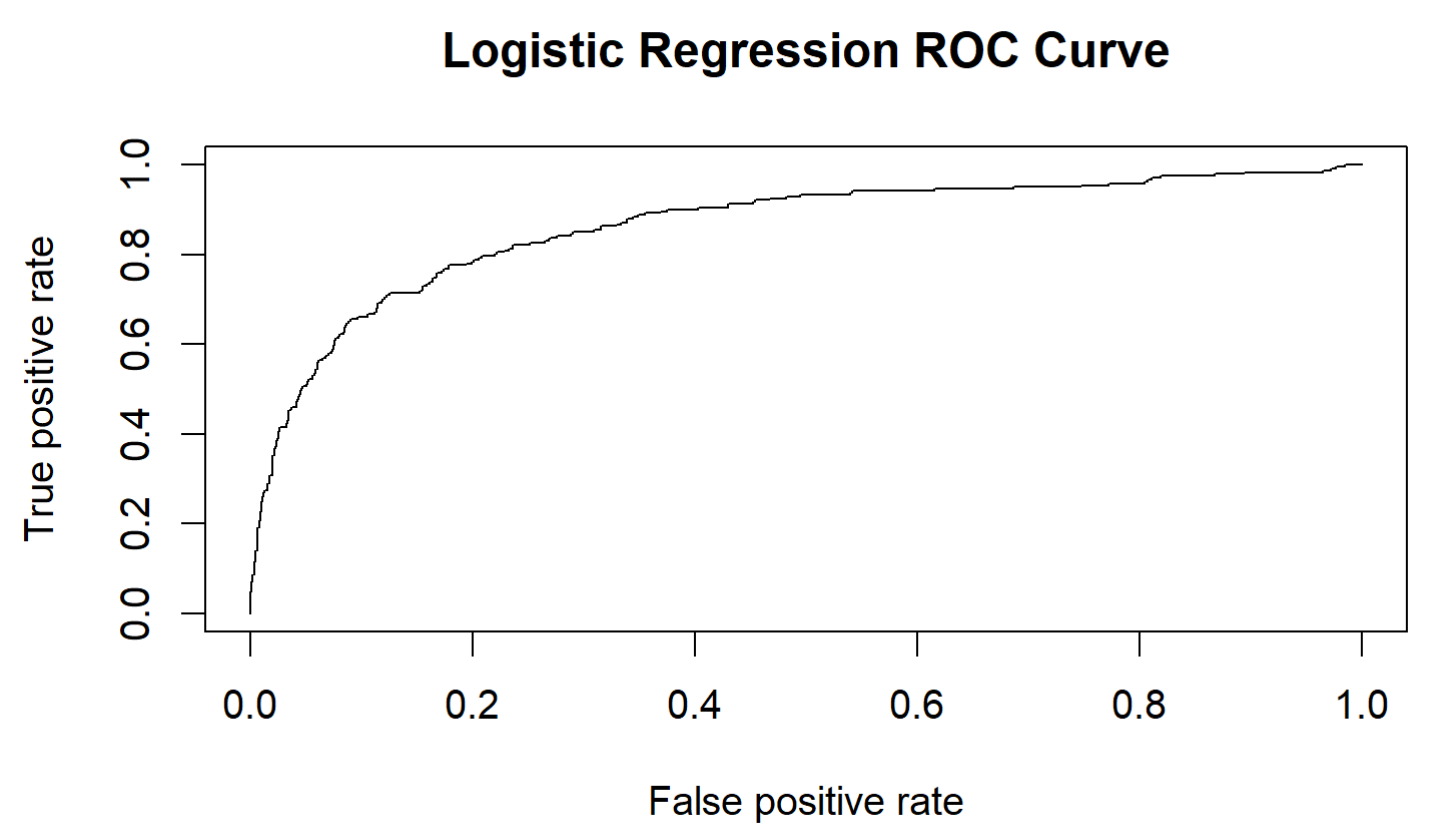 Logistic Regression ROC Curve
True positive rate
1.0
0.8
0.6
0.4
0.2
0.0
0.0 0.2 0.4 0.6 0.8 1.0
False positive rate